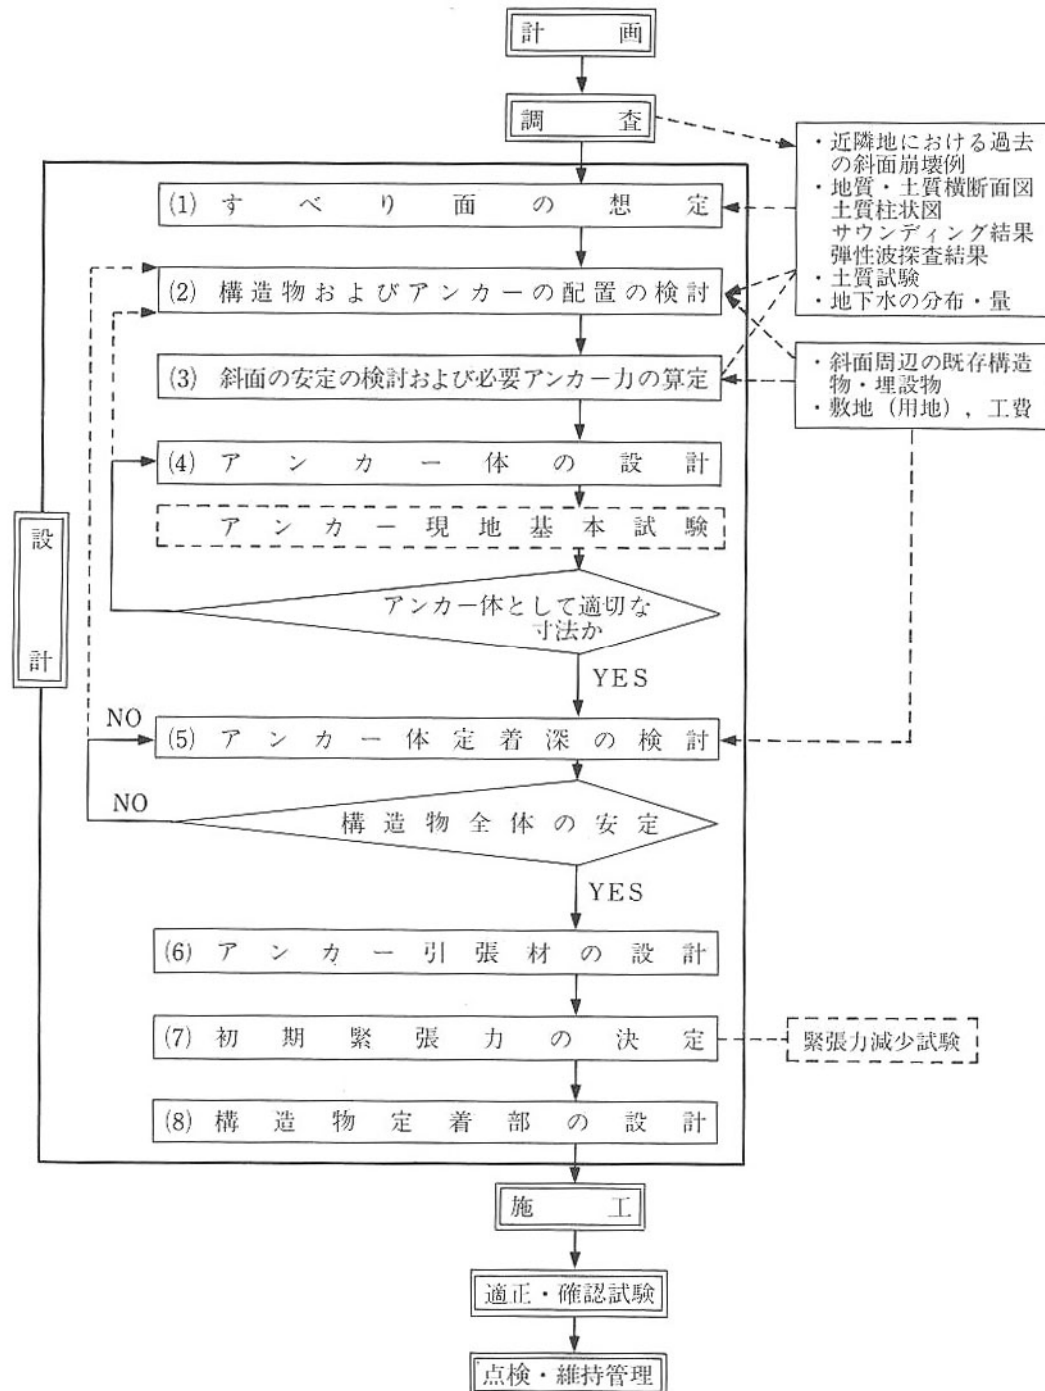 計画
調査
・近隣地における過去
の斜面崩壊例
・地質・土質横断面図
土質柱状図
サウンディング結果
弾性波探査結果
・土質試験
・地下水の分布・量
(1) すべり面の想定
(2) 構造物およびアンカーの配置の検討
(3) 斜面の安定の検討および必要アンカー力の算定
・斜面周辺の既存構造
物・埋設物
・敷地（用地），工費
(4) アンカー体の設計
アンカー現地基本試験
設計
アンカー体として適切な
寸法か
YES
NO
(5) アンカー体定着深の検討
NO
構造物全体の安定
YES
(6) アンカー引張材の設計
(7) 初期緊張力の決定
緊張力減少試験
(8) 構造物定着部の設計
施工
適正・確認試験
点検・維持管理